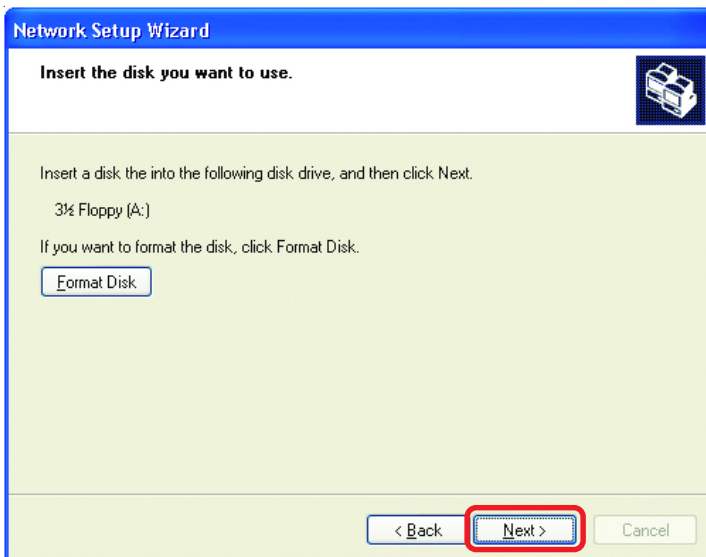 Network Setup Wizard
Insert the disk you want to use.
Insert a disk the into the following disk drive, and then click Next.
3½ Floppy (A:)
If you want to format the disk, click Format Disk.
Format Disk
< Back Next > Cancel